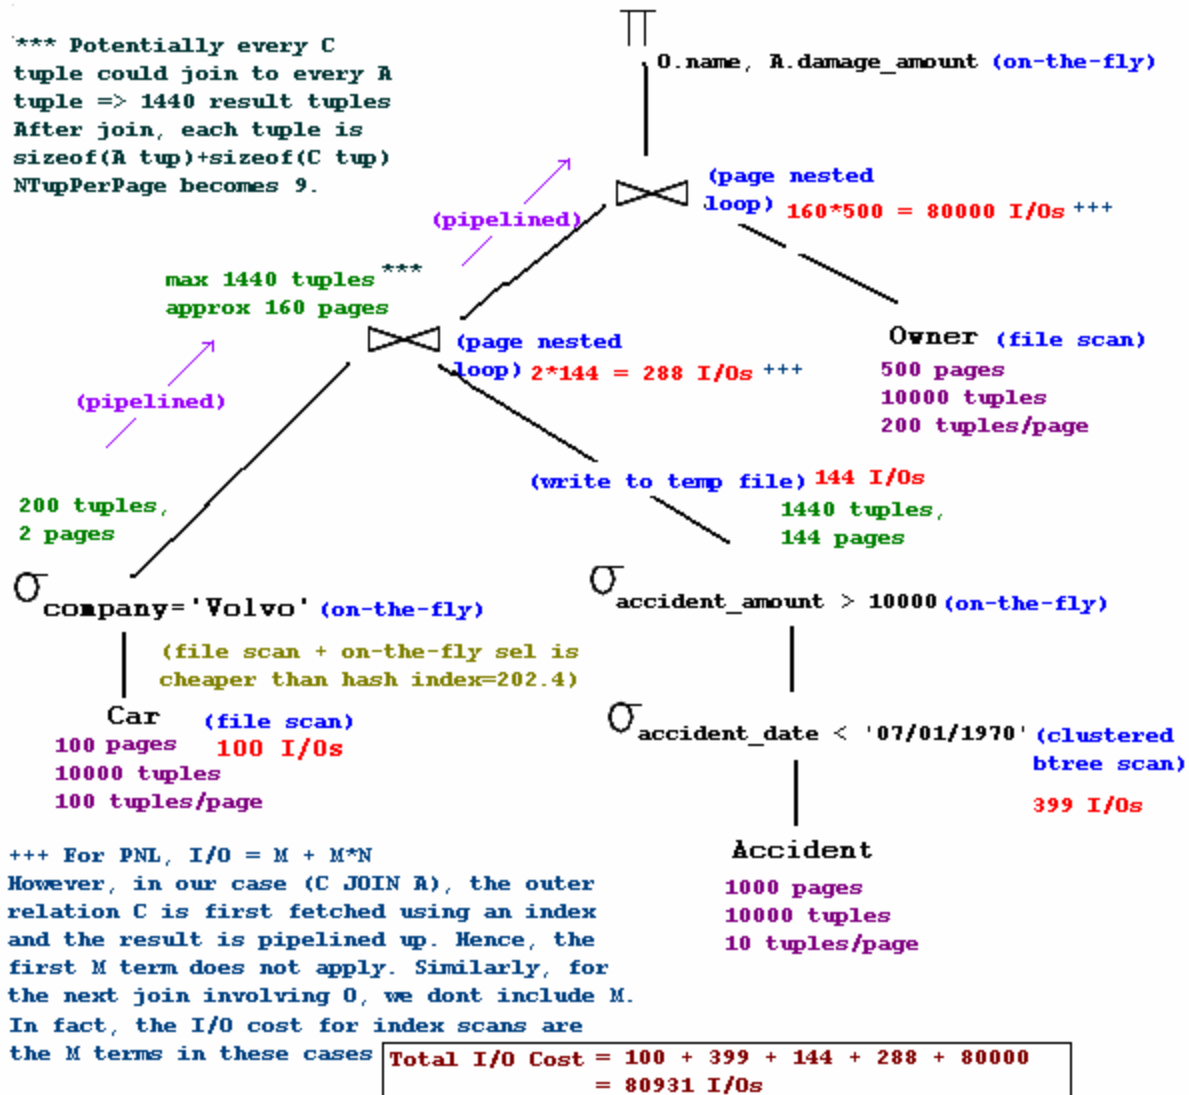 *** Potentially every C
tuple could join to every A
tuple => 1440 result tuples
After join, each tuple is
sizeof(A tup)+sizeof(C tup)
NTupPerPage becomes 9.
O.name, A.damage_amount (on-the-fly)
(page nested
loop) 160*500 = 80000 I/Os +++
(pipelined)
max 1440 tuples ***
approx 160 pages
(page nested
loop) 2*144 = 288 I/Os +++
Owner (file scan)
500 pages
10000 tuples
200 tuples/page
(pipelined)
(write to temp file) 144 I/Os
1440 tuples,
144 pages
200 tuples,
2 pages
σ company='Volvo' (on-the-fly)
σ accident_amount > 10000 (on-the-fly)
(file scan + on-the-fly sel is
cheaper than hash index=202.4)
Car (file scan)
100 pages 100 I/Os
10000 tuples
100 tuples/page
σ accident_date < '07/01/1970' (clustered
btree scan)
399 I/Os
Accident
1000 pages
10000 tuples
10 tuples/page
+++ For PNL, I/O = M + M*N
However, in our case (C JOIN A), the outer
relation C is first fetched using an index
and the result is pipelined up. Hence, the
first M term does not apply. Similarly, for
the next join involving O, we dont include M.
In fact, the I/O cost for index scans are
the M terms in these cases
Total I/O Cost = 100 + 399 + 144 + 288 + 80000
= 80931 I/Os